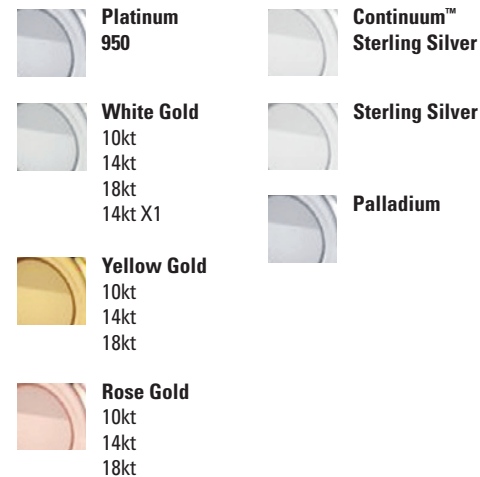 Platinum
950
White Gold
10kt
14kt
18kt
14kt X1
Yellow Gold
10kt
14kt
18kt
Rose Gold
10kt
14kt
18kt
Continuum™
Sterling Silver
Sterling Silver
Palladium